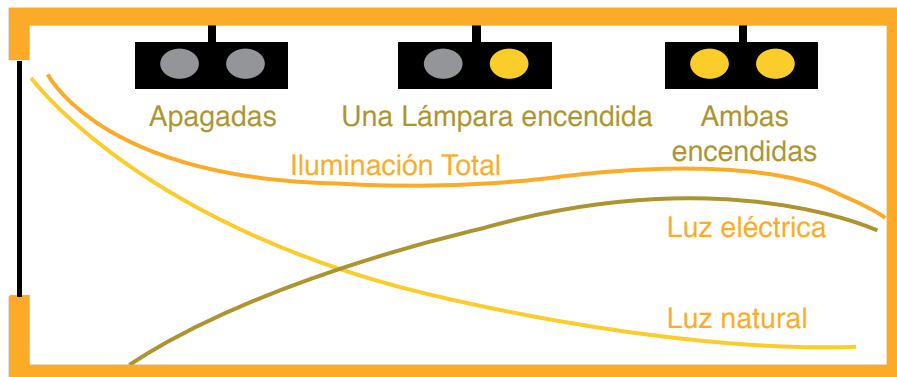 Apagadas
Una Lámpara encendida
Ambas
encendidas
Iluminación Total
Luz eléctrica
Luz natural